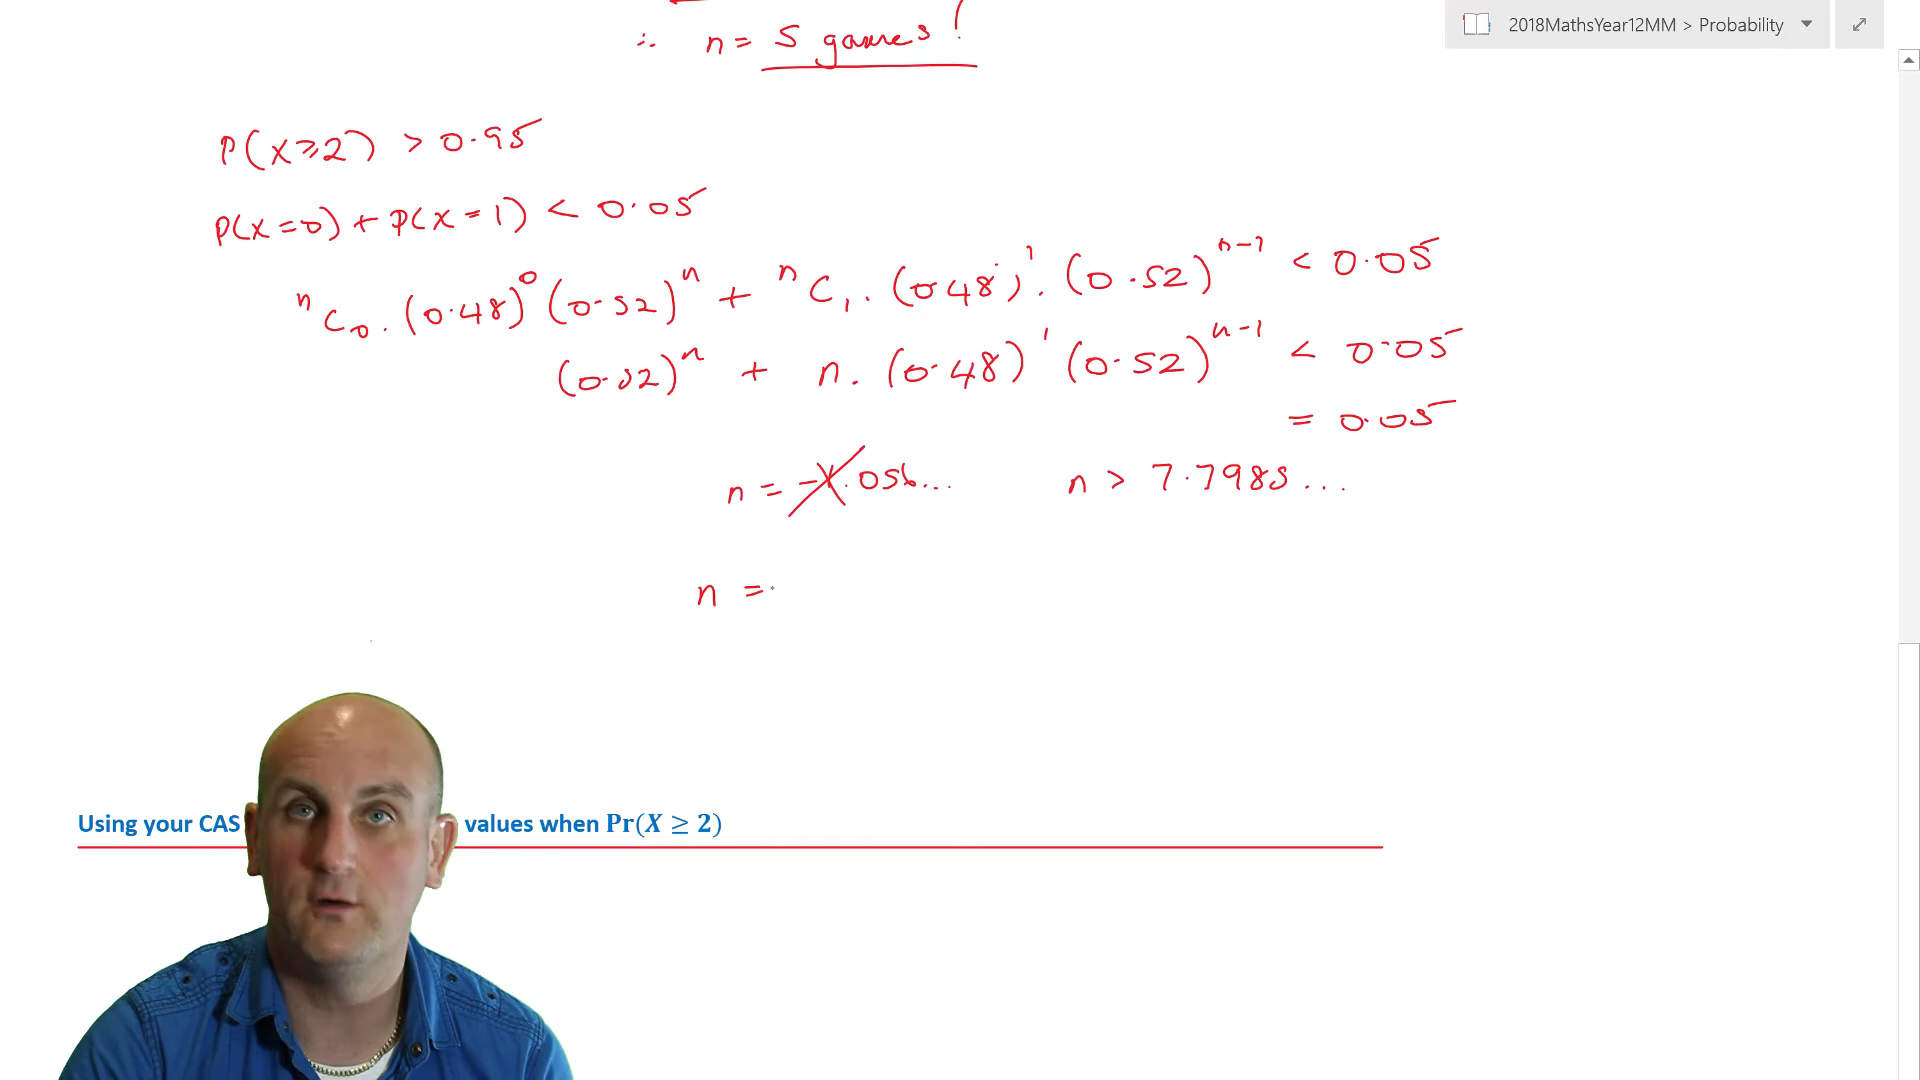 2018MathsYear12MM > Probability
∴ n = 5 games!
P(X≥2) > 0.95
P(X=0) + P(X=1) < 0.05
ⁿC₀.(0.48)⁰(0.52)ⁿ + ⁿC₁.(0.48)¹.(0.52)ⁿ⁻¹ < 0.05
(0.52)ⁿ + n.(0.48)¹(0.52)ⁿ⁻¹ < 0.05
= 0.05
n = -1.056... n > 7.7985...
n =
Using your CAS values when Pr(X ≥ 2)